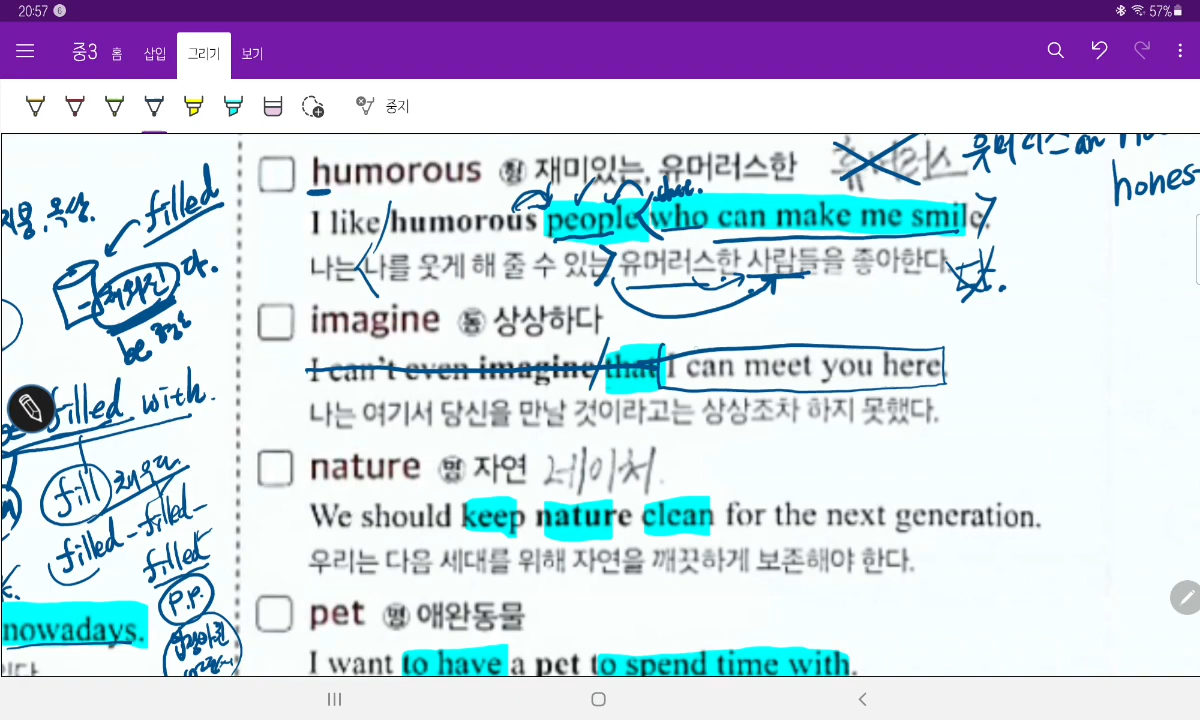 20:57 6 57%
중3 홈 삽입 그리기 보기
중지
humorous 형 재미있는, 유머러스한
hones
I like humorous people who can make me smile.
나는 나를 웃게 해 줄 수 있는 유머러스한 사람들을 좋아한다.
imagine 동 상상하다
I can't even imagine that I can meet you here.
나는 여기서 당신을 만날 것이라고는 상상조차 하지 못했다.
nature 명 자연 네이처
We should keep nature clean for the next generation.
우리는 다음 세대를 위해 자연을 깨끗하게 보존해야 한다.
pet 명 애완동물
I want to have a pet to spend time with.
filled
다.
be
filled with.
fill 채우다
filled-filled-
filled
P.P.
nowadays.